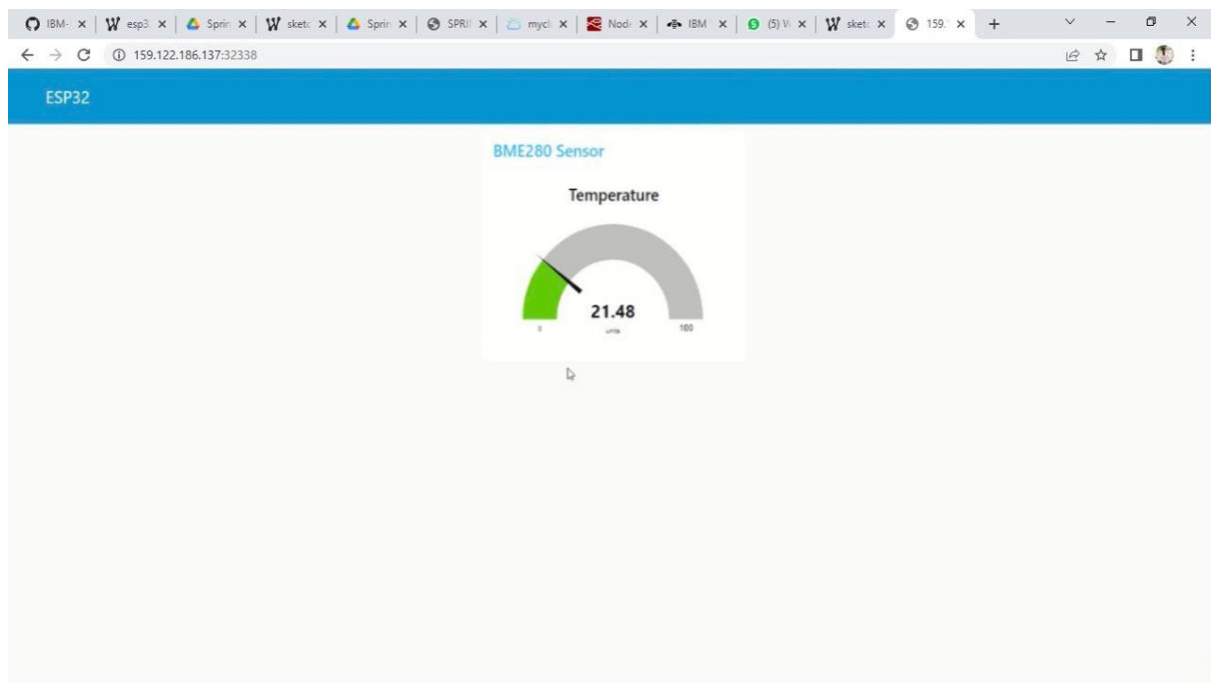 IBM- esp3. Sprin sketc Sprin SPRI mycl Node IBM (5) W sketc 159.
159.122.186.137:32338
ESP32
BME280 Sensor
Temperature
21.48
0 units 100